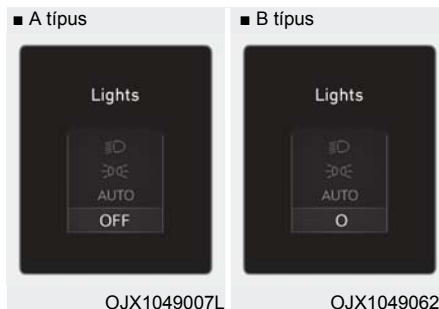 ■ A típus
■ B típus
Lights
AUTO
OFF
Lights
AUTO
O
OJX1049007L
OJX1049062